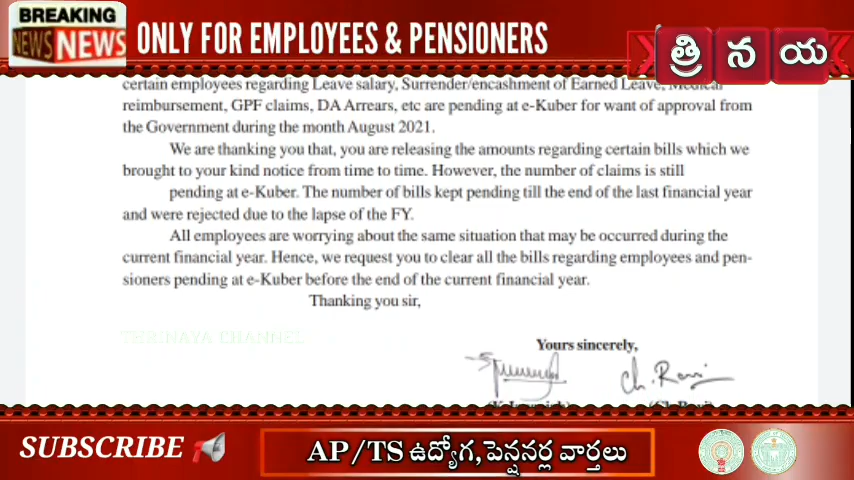 BREAKING
NEWS NEWS
ONLY FOR EMPLOYEES & PENSIONERS
త్రి న య
certain employees regarding Leave salary, Surrender/encashment of Earned Leave, Medical
reimbursement, GPF claims, DA Arrears, etc are pending at e-Kuber for want of approval from
the Government during the month August 2021.
We are thanking you that, you are releasing the amounts regarding certain bills which we
brought to your kind notice from time to time. However, the number of claims is still
pending at e-Kuber. The number of bills kept pending till the end of the last financial year
and were rejected due to the lapse of the FY.
All employees are worrying about the same situation that may be occurred during the
current financial year. Hence, we request you to clear all the bills regarding employees and pen-
sioners pending at e-Kuber before the end of the current financial year.
Thanking you sir,
THRINAYA CHANNEL
Yours sincerely,
Ch. Ravi
SUBSCRIBE
AP/TS ఉద్యోగ,పెన్షనర్ల వార్తలు